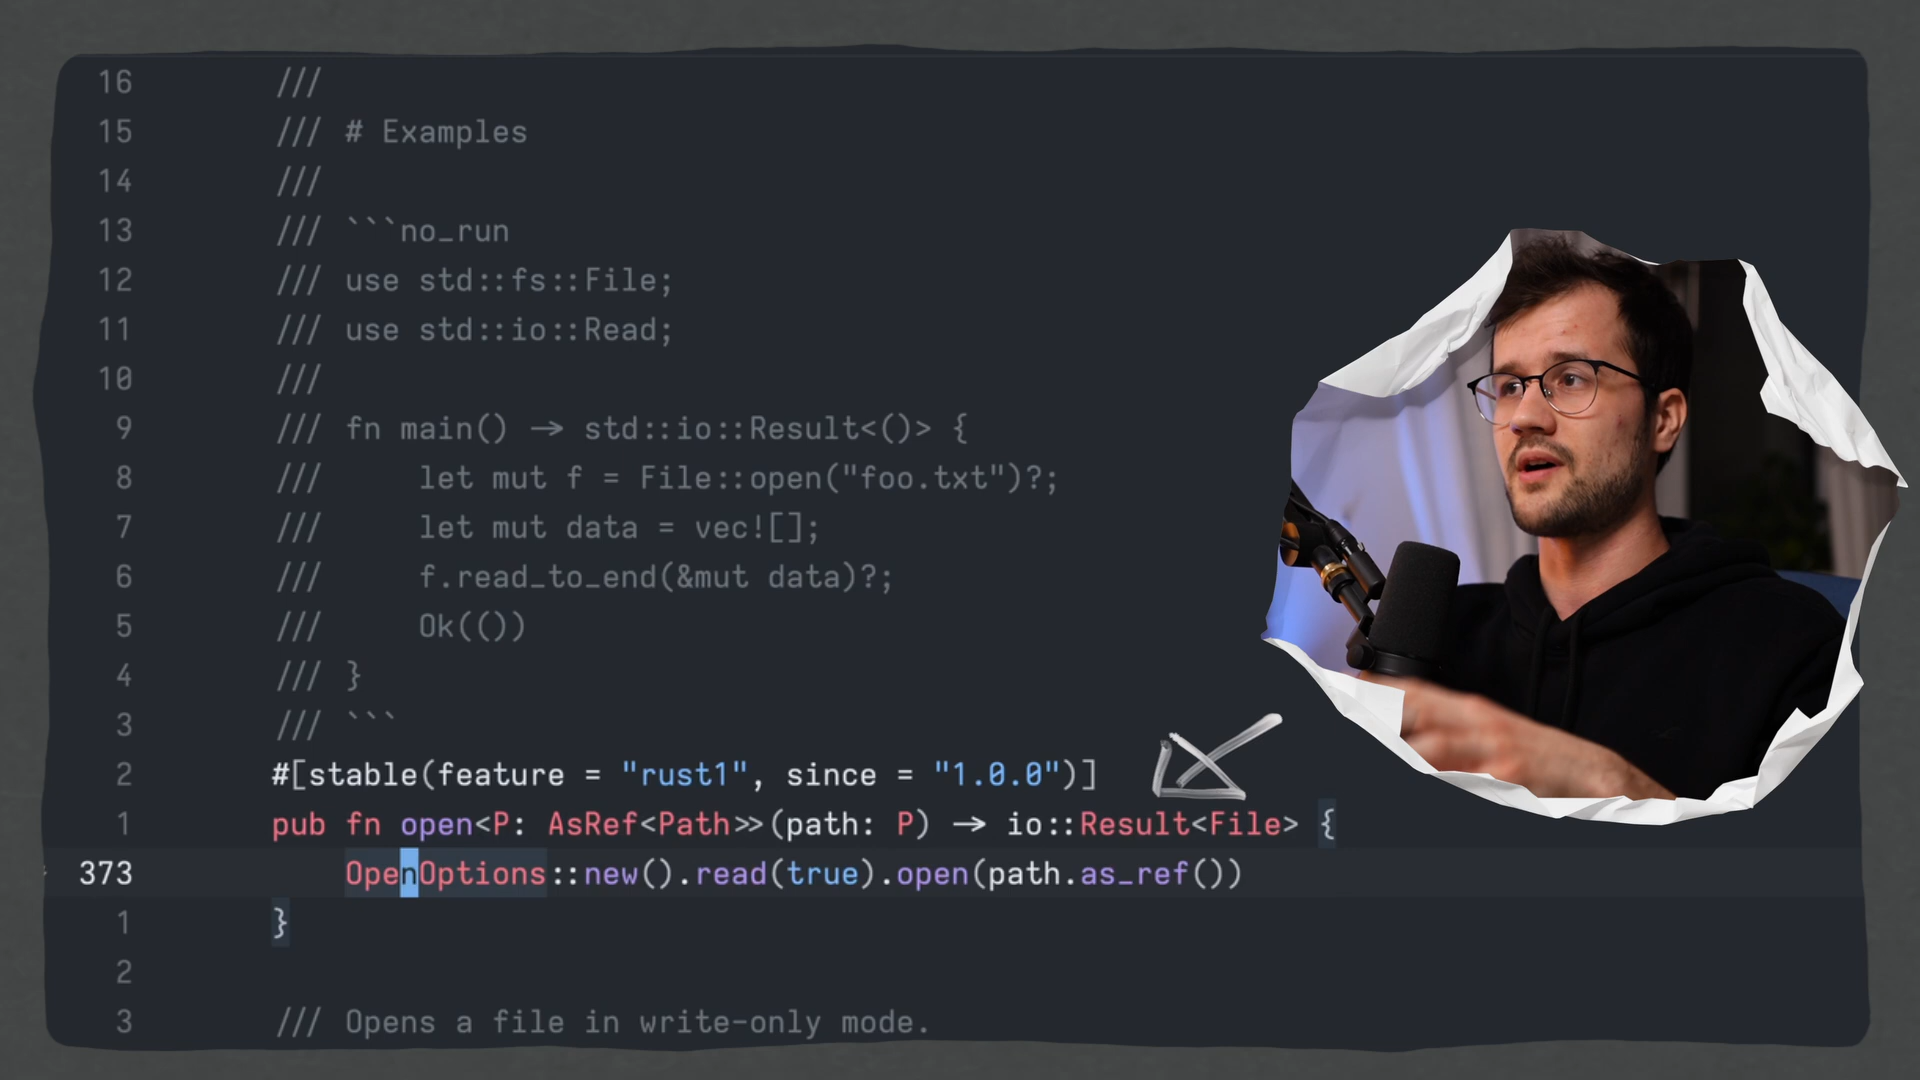 16 ///
15 /// # Examples
14 ///
13 /// ```no_run
12 /// use std::fs::File;
11 /// use std::io::Read;
10 ///
9 /// fn main() -> std::io::Result<()> {
8 ///     let mut f = File::open("foo.txt")?;
7 ///     let mut data = vec![];
6 ///     f.read_to_end(&mut data)?;
5 ///     Ok(())
4 /// }
3 /// ```
2 #[stable(feature = "rust1", since = "1.0.0")]
1 pub fn open<P: AsRef<Path>>(path: P) -> io::Result<File> {
373     OpenOptions::new().read(true).open(path.as_ref())
1 }
2
3 /// Opens a file in write-only mode.